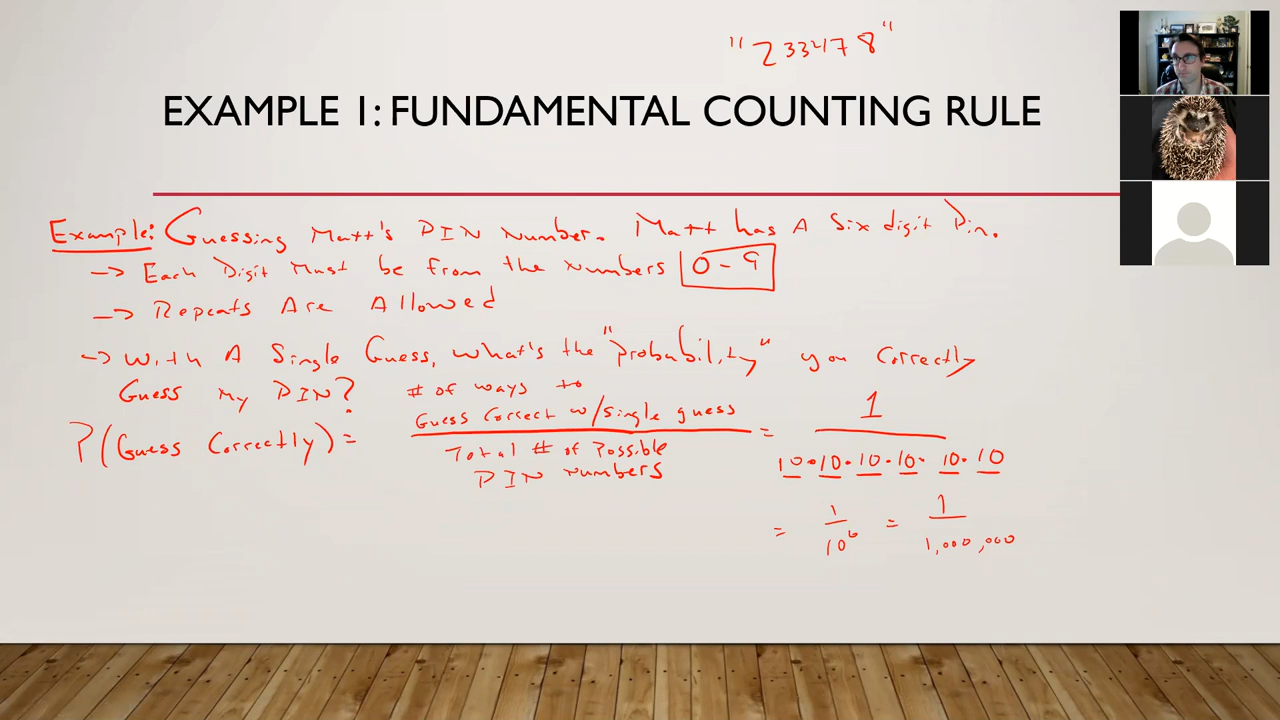 "233478"
EXAMPLE 1: FUNDAMENTAL COUNTING RULE
Example: Guessing Matt's PIN Number. Matt has A Six digit Pin.
→ Each Digit Must be from the numbers 0-9
→ Repeats Are Allowed
→ With A Single Guess, what's the "probability" you correctly
Guess my PIN?
P(Guess Correctly) =
# of ways to
Guess Correct w/single guess
Total # of Possible
PIN numbers
= 1
10·10·10·10·10·10
= 1/10⁶ = 1/1,000,000